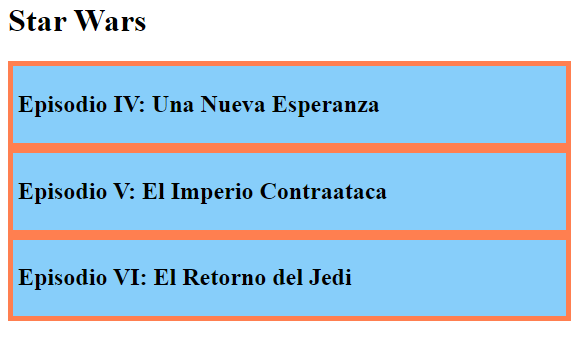 Star Wars
Episodio IV: Una Nueva Esperanza
Episodio V: El Imperio Contraataca
Episodio VI: El Retorno del Jedi